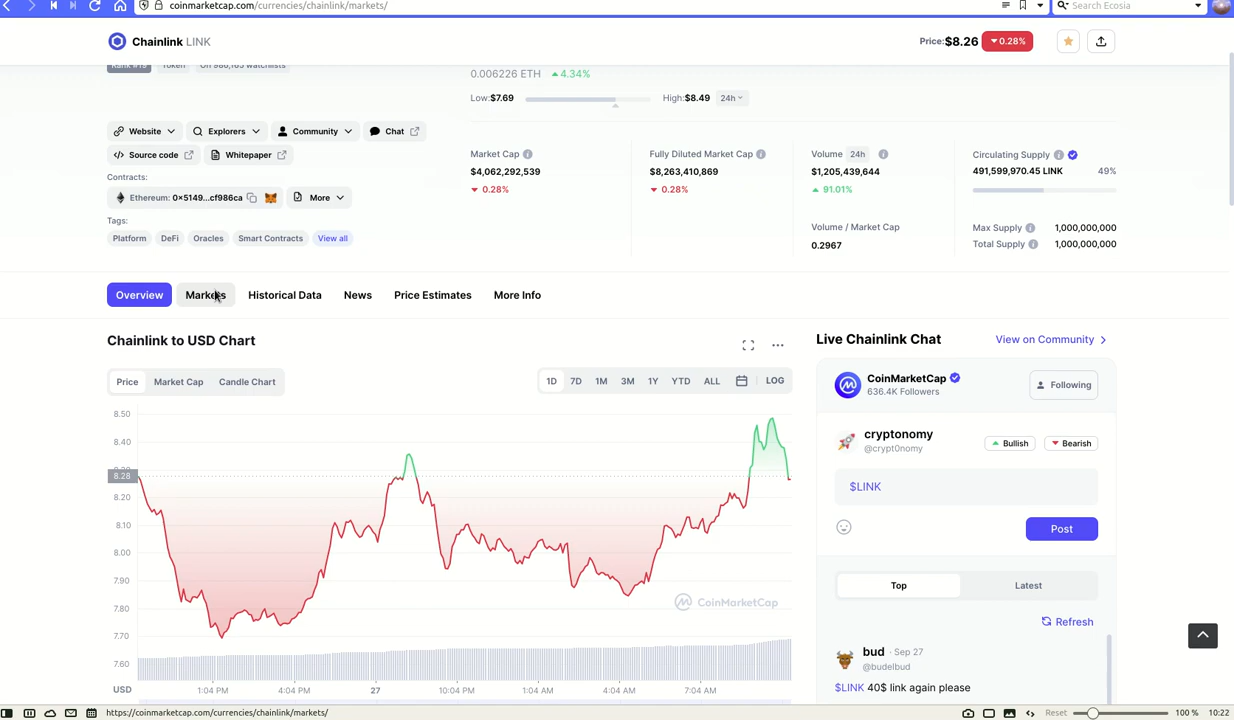 coinmarketcap.com/currencies/chainlink/markets/
Search Ecosia
Chainlink LINK
Price:$8.26
0.28%
Token
On 986,165 watchlists
0.006226 ETH
4.34%
Low:$7.69
High:$8.49
24h
Website
Explorers
Community
Chat
Source code
Whitepaper
Contracts:
Ethereum: 0x5149...cf986ca
More
Tags:
Platform
DeFi
Oracles
Smart Contracts
View all
Market Cap
$4,062,292,539
0.28%
Fully Diluted Market Cap
$8,263,410,869
0.28%
Volume 24h
$1,205,439,644
91.01%
Volume / Market Cap
0.2967
Circulating Supply
491,599,970.45 LINK
49%
Max Supply 1,000,000,000
Total Supply 1,000,000,000
Overview
Markets
Historical Data
News
Price Estimates
More Info
Chainlink to USD Chart
Price
Market Cap
Candle Chart
1D
7D
1M
3M
1Y
YTD
ALL
LOG
8.50
8.40
8.28
8.20
8.10
8.00
7.90
7.80
7.70
7.60
CoinMarketCap
USD
1:04 PM
4:04 PM
27
10:04 PM
1:04 AM
4:04 AM
7:04 AM
Live Chainlink Chat
View on Community
CoinMarketCap
636.4K Followers
Following
cryptonomy
@crypt0nomy
Bullish
Bearish
$LINK
Post
Top
Latest
Refresh
bud · Sep 27
@budelbud
$LINK 40$ link again please
https://coinmarketcap.com/currencies/chainlink/markets/
Reset
100 %
10:22